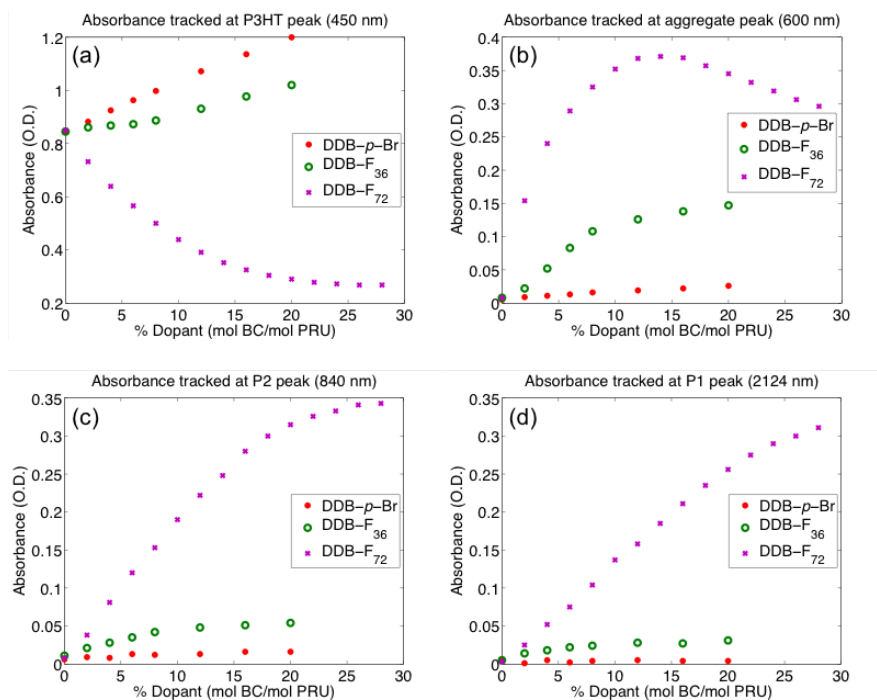 Absorbance tracked at P3HT peak (450 nm)
(a)
1.2
1
0.8
0.6
0.4
0.2
Absorbance (O.D.)
DDB-p-Br
DDB-F36
DDB-F72
0 5 10 15 20 25 30
% Dopant (mol BC/mol PRU)
Absorbance tracked at aggregate peak (600 nm)
(b)
0.4
0.35
0.3
0.25
0.2
0.15
0.1
0.05
0
Absorbance (O.D.)
DDB-p-Br
DDB-F36
DDB-F72
0 5 10 15 20 25 30
% Dopant (mol BC/mol PRU)
Absorbance tracked at P2 peak (840 nm)
(c)
0.35
0.3
0.25
0.2
0.15
0.1
0.05
0
Absorbance (O.D.)
DDB-p-Br
DDB-F36
DDB-F72
0 5 10 15 20 25 30
% Dopant (mol BC/mol PRU)
Absorbance tracked at P1 peak (2124 nm)
(d)
0.35
0.3
0.25
0.2
0.15
0.1
0.05
0
Absorbance (O.D.)
DDB-p-Br
DDB-F36
DDB-F72
0 5 10 15 20 25 30
% Dopant (mol BC/mol PRU)